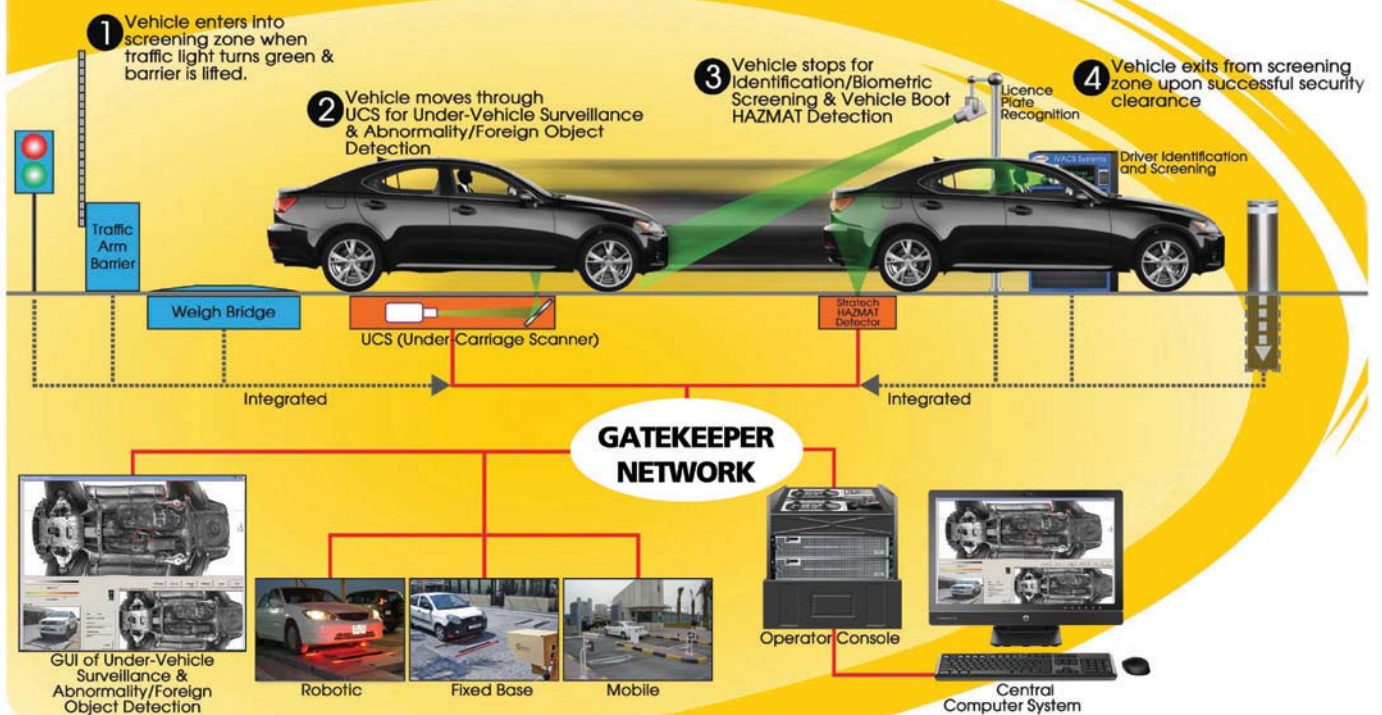 1
Vehicle enters into
screening zone when
traffic light turns green &
barrier is lifted.
2
Vehicle moves through
UCS for Under-Vehicle Surveillance
& Abnormality/Foreign Object
Detection
3
Vehicle stops for
Identification/Biometric
Screening & Vehicle Boot
HAZMAT Detection
4
Vehicle exits from screening
zone upon successful security
clearance
Licence
Plate
Recognition
iVACS Systems
Driver Identification
and Screening
Traffic
Arm
Barrier
Weigh Bridge
UCS (Under-Carriage Scanner)
Stratech
HAZMAT
Detector
Integrated
Integrated
GATEKEEPER
NETWORK
GUI of Under-Vehicle
Surveillance &
Abnormality/Foreign
Object Detection
Robotic
Fixed Base
Mobile
Operator Console
Central
Computer System